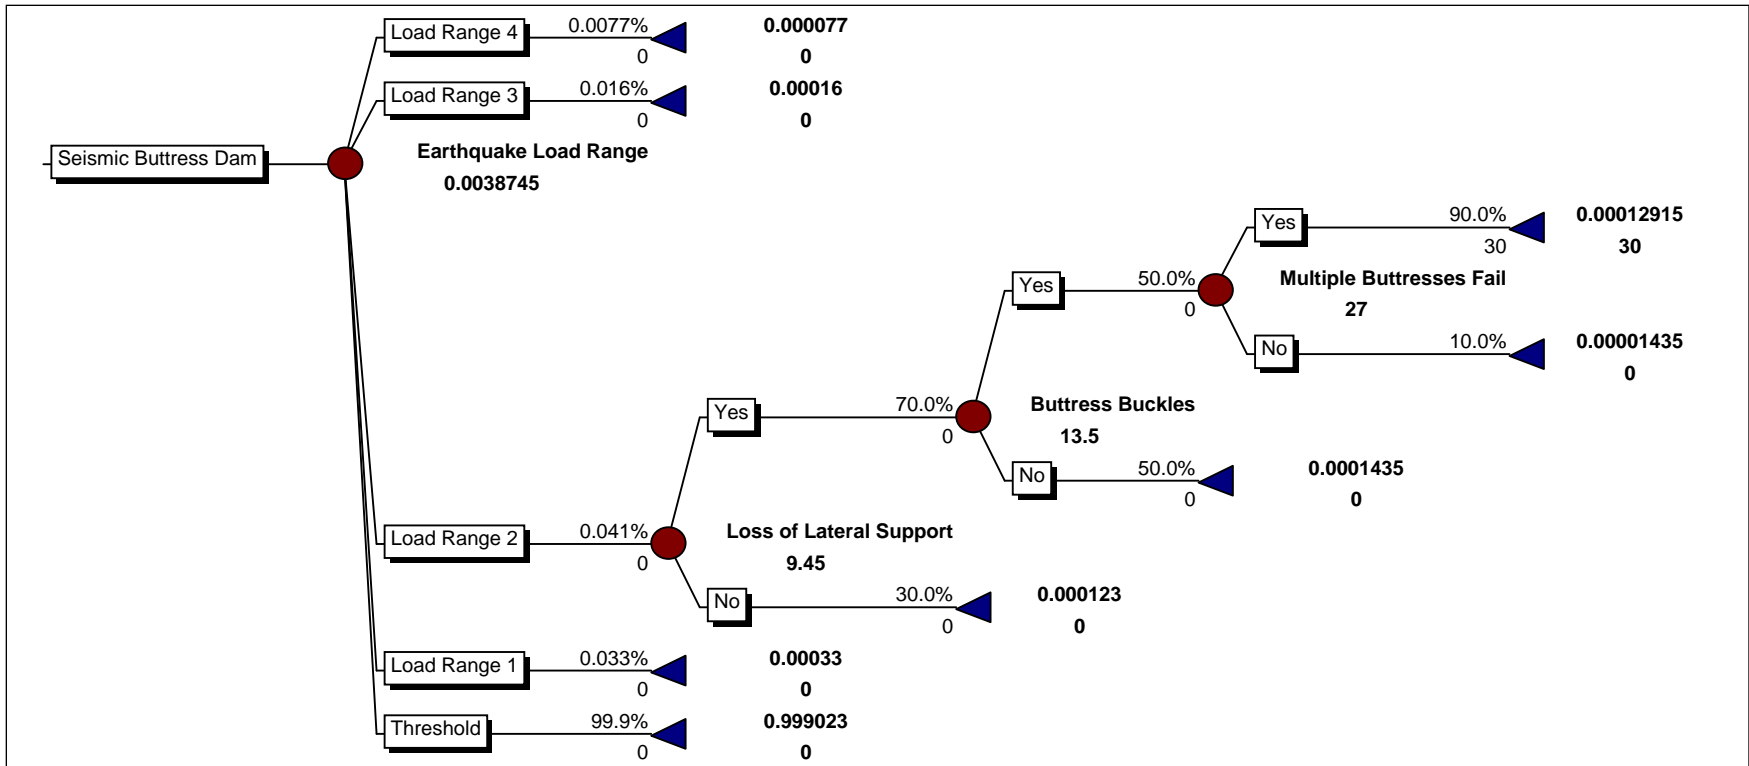 Load Range 4 0.0077% 0.000077
0 0
Load Range 3 0.016% 0.00016
0 0
Seismic Buttress Dam
Earthquake Load Range
0.0038745
Yes 90.0% 0.00012915
30 30
Yes 50.0%
0
Multiple Buttresses Fail
27
No 10.0% 0.00001435
0
Yes 70.0%
0
Buttress Buckles
13.5
No 50.0% 0.0001435
0 0
Load Range 2 0.041%
0
Loss of Lateral Support
9.45
No 30.0% 0.000123
0 0
Load Range 1 0.033% 0.00033
0 0
Threshold 99.9% 0.999023
0 0